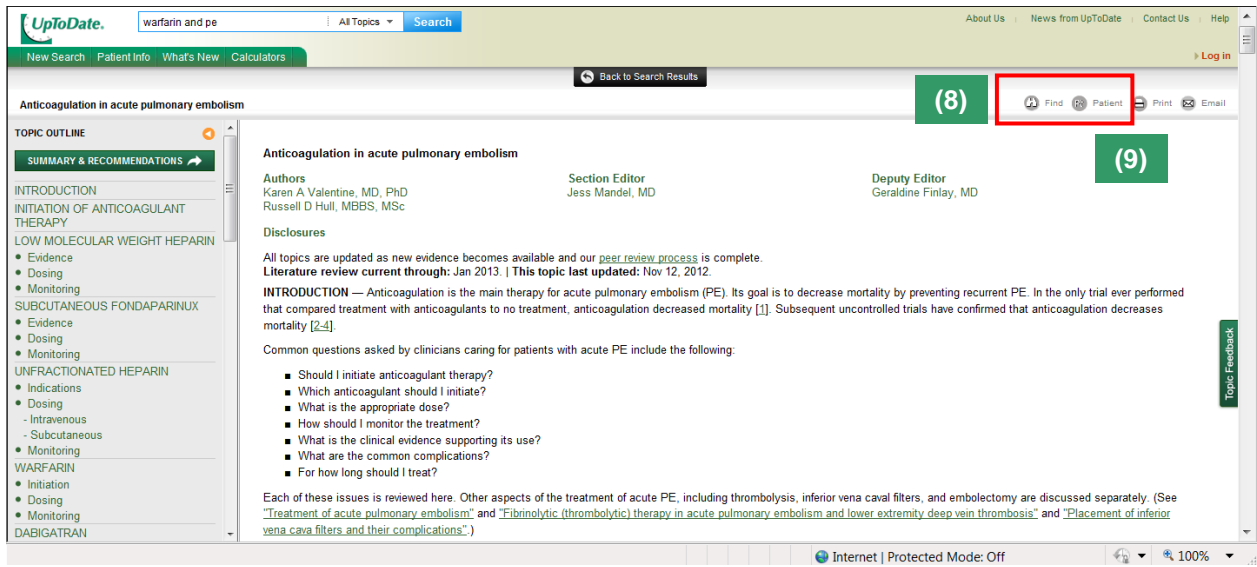 UpToDate.
warfarin and pe
All Topics
Search
About Us
News from UpToDate
Contact Us
Help
New Search
Patient Info
What's New
Calculators
Log in
Back to Search Results
Anticoagulation in acute pulmonary embolism
(8)
Find
Patient
Print
Email
(9)
TOPIC OUTLINE
SUMMARY & RECOMMENDATIONS
INTRODUCTION
INITIATION OF ANTICOAGULANT
THERAPY
LOW MOLECULAR WEIGHT HEPARIN
• Evidence
• Dosing
• Monitoring
SUBCUTANEOUS FONDAPARINUX
• Evidence
• Dosing
• Monitoring
UNFRACTIONATED HEPARIN
• Indications
• Dosing
- Intravenous
- Subcutaneous
• Monitoring
WARFARIN
• Initiation
• Dosing
• Monitoring
DABIGATRAN
Anticoagulation in acute pulmonary embolism
Authors
Karen A Valentine, MD, PhD
Russell D Hull, MBBS, MSc
Section Editor
Jess Mandel, MD
Deputy Editor
Geraldine Finlay, MD
Disclosures
All topics are updated as new evidence becomes available and our peer review process is complete.
Literature review current through: Jan 2013. | This topic last updated: Nov 12, 2012.
INTRODUCTION — Anticoagulation is the main therapy for acute pulmonary embolism (PE). Its goal is to decrease mortality by preventing recurrent PE. In the only trial ever performed
that compared treatment with anticoagulants to no treatment, anticoagulation decreased mortality [1]. Subsequent uncontrolled trials have confirmed that anticoagulation decreases
mortality [2-4].
Common questions asked by clinicians caring for patients with acute PE include the following:
■ Should I initiate anticoagulant therapy?
■ Which anticoagulant should I initiate?
■ What is the appropriate dose?
■ How should I monitor the treatment?
■ What is the clinical evidence supporting its use?
■ What are the common complications?
■ For how long should I treat?
Each of these issues is reviewed here. Other aspects of the treatment of acute PE, including thrombolysis, inferior vena caval filters, and embolectomy are discussed separately. (See
"Treatment of acute pulmonary embolism" and "Fibrinolytic (thrombolytic) therapy in acute pulmonary embolism and lower extremity deep vein thrombosis" and "Placement of inferior
vena cava filters and their complications".)
Topic Feedback
Internet | Protected Mode: Off
100%